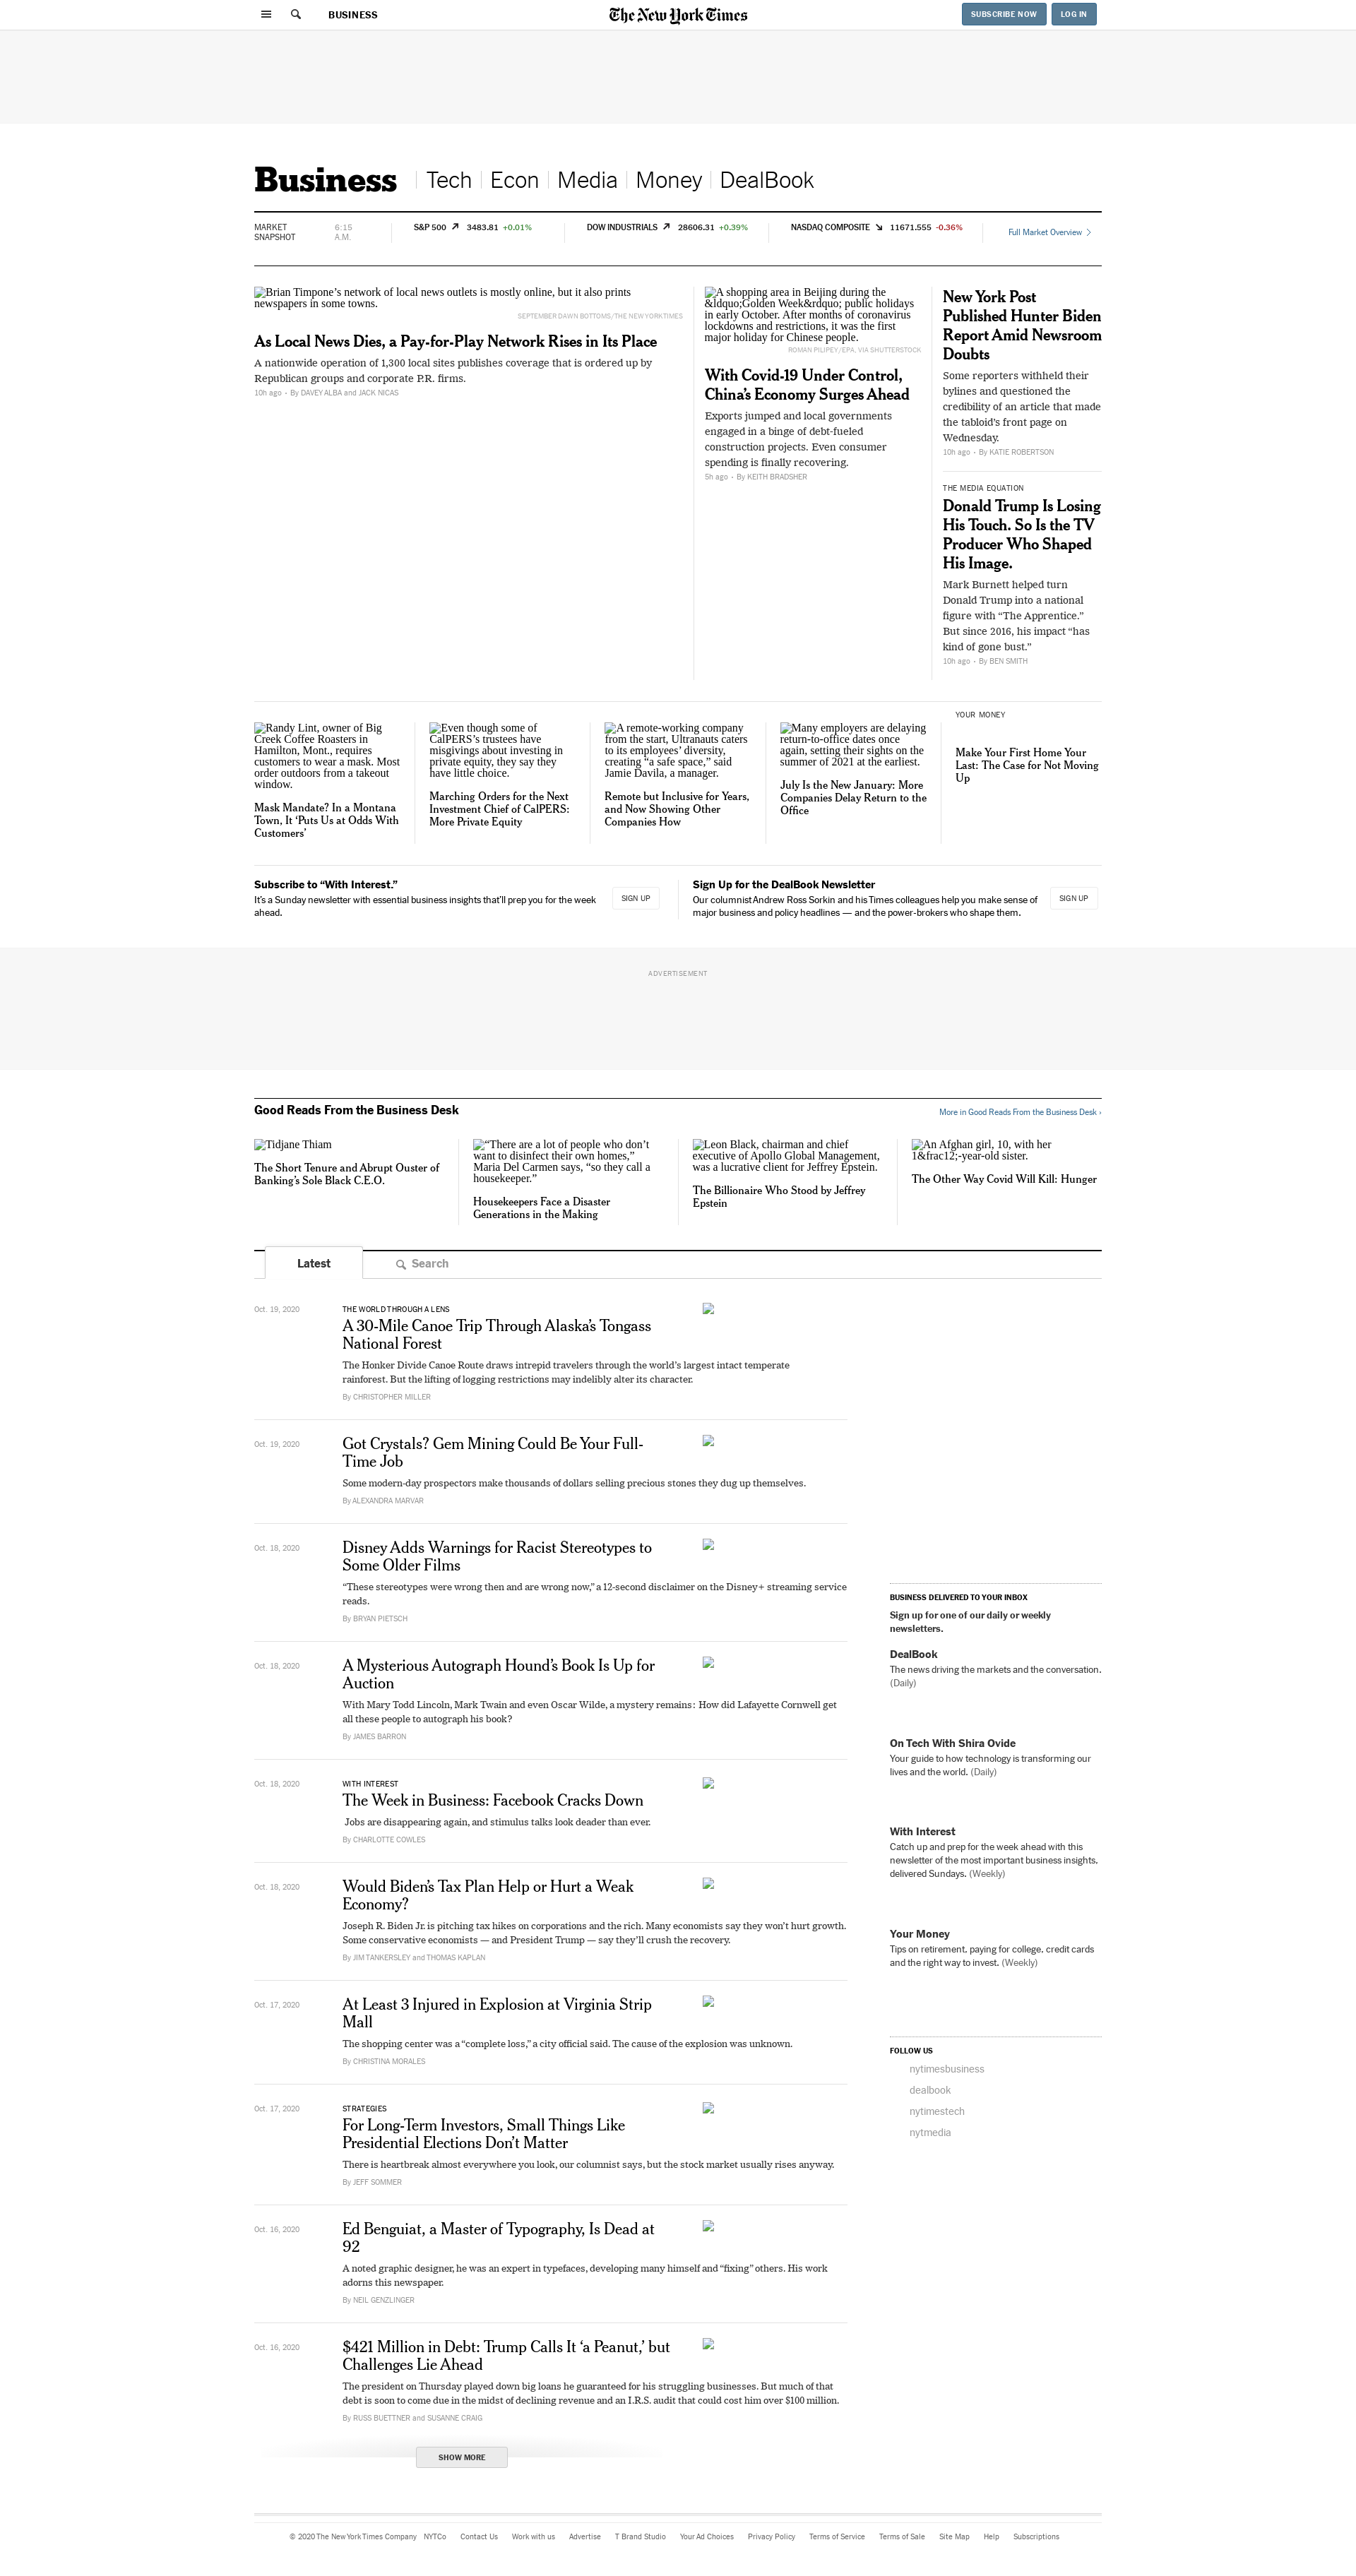 BUSINESS
The New York Times
SUBSCRIBE NOW
LOG IN
Business
Tech
Econ
Media
Money
DealBook
MARKET
SNAPSHOT
6:15
A.M.
S&P 500 3483.81 +0.01%
DOW INDUSTRIALS 28606.31 +0.39%
NASDAQ COMPOSITE 11671.555 -0.36%
Full Market Overview
Brian Timpone’s network of local news outlets is mostly online, but it also prints
newspapers in some towns.
SEPTEMBER DAWN BOTTOMS/THE NEW YORK TIMES
As Local News Dies, a Pay-for-Play Network Rises in Its Place
A nationwide operation of 1,300 local sites publishes coverage that is ordered up by
Republican groups and corporate P.R. firms.
10h ago • By DAVEY ALBA and JACK NICAS
A shopping area in Beijing during the
&ldquo;Golden Week&rdquo; public holidays
in early October. After months of coronavirus
lockdowns and restrictions, it was the first
major holiday for Chinese people.
ROMAN PILIPEY/EPA, VIA SHUTTERSTOCK
With Covid-19 Under Control,
China’s Economy Surges Ahead
Exports jumped and local governments
engaged in a binge of debt-fueled
construction projects. Even consumer
spending is finally recovering.
5h ago • By KEITH BRADSHER
New York Post
Published Hunter Biden
Report Amid Newsroom
Doubts
Some reporters withheld their
bylines and questioned the
credibility of an article that made
the tabloid’s front page on
Wednesday.
10h ago • By KATIE ROBERTSON
THE MEDIA EQUATION
Donald Trump Is Losing
His Touch. So Is the TV
Producer Who Shaped
His Image.
Mark Burnett helped turn
Donald Trump into a national
figure with “The Apprentice.”
But since 2016, his impact “has
kind of gone bust.”
10h ago • By BEN SMITH
Randy Lint, owner of Big
Creek Coffee Roasters in
Hamilton, Mont., requires
customers to wear a mask. Most
order outdoors from a takeout
window.
Mask Mandate? In a Montana
Town, It ‘Puts Us at Odds With
Customers’
Even though some of
CalPERS’s trustees have
misgivings about investing in
private equity, they say they
have little choice.
Marching Orders for the Next
Investment Chief of CalPERS:
More Private Equity
A remote-working company
from the start, Ultranauts caters
to its employees’ diversity,
creating “a safe space,” said
Jamie Davila, a manager.
Remote but Inclusive for Years,
and Now Showing Other
Companies How
Many employers are delaying
return-to-office dates once
again, setting their sights on the
summer of 2021 at the earliest.
July Is the New January: More
Companies Delay Return to the
Office
YOUR MONEY
Make Your First Home Your
Last: The Case for Not Moving
Up
Subscribe to “With Interest.”
It’s a Sunday newsletter with essential business insights that’ll prep you for the week
ahead.
SIGN UP
Sign Up for the DealBook Newsletter
Our columnist Andrew Ross Sorkin and his Times colleagues help you make sense of
major business and policy headlines — and the power-brokers who shape them.
SIGN UP
ADVERTISEMENT
Good Reads From the Business Desk
More in Good Reads From the Business Desk ›
Tidjane Thiam
The Short Tenure and Abrupt Ouster of
Banking’s Sole Black C.E.O.
“There are a lot of people who don’t
want to disinfect their own homes,”
Maria Del Carmen says, “so they call a
housekeeper.”
Housekeepers Face a Disaster
Generations in the Making
Leon Black, chairman and chief
executive of Apollo Global Management,
was a lucrative client for Jeffrey Epstein.
The Billionaire Who Stood by Jeffrey
Epstein
An Afghan girl, 10, with her
1&frac12;-year-old sister.
The Other Way Covid Will Kill: Hunger
Latest
Search
Oct. 19, 2020
THE WORLD THROUGH A LENS
A 30-Mile Canoe Trip Through Alaska’s Tongass
National Forest
The Honker Divide Canoe Route draws intrepid travelers through the world’s largest intact temperate
rainforest. But the lifting of logging restrictions may indelibly alter its character.
By CHRISTOPHER MILLER
Oct. 19, 2020
Got Crystals? Gem Mining Could Be Your Full-
Time Job
Some modern-day prospectors make thousands of dollars selling precious stones they dug up themselves.
By ALEXANDRA MARVAR
Oct. 18, 2020
Disney Adds Warnings for Racist Stereotypes to
Some Older Films
“These stereotypes were wrong then and are wrong now,” a 12-second disclaimer on the Disney+ streaming service
reads.
By BRYAN PIETSCH
Oct. 18, 2020
A Mysterious Autograph Hound’s Book Is Up for
Auction
With Mary Todd Lincoln, Mark Twain and even Oscar Wilde, a mystery remains: How did Lafayette Cornwell get
all these people to autograph his book?
By JAMES BARRON
Oct. 18, 2020
WITH INTEREST
The Week in Business: Facebook Cracks Down
Jobs are disappearing again, and stimulus talks look deader than ever.
By CHARLOTTE COWLES
Oct. 18, 2020
Would Biden’s Tax Plan Help or Hurt a Weak
Economy?
Joseph R. Biden Jr. is pitching tax hikes on corporations and the rich. Many economists say they won’t hurt growth.
Some conservative economists — and President Trump — say they’ll crush the recovery.
By JIM TANKERSLEY and THOMAS KAPLAN
Oct. 17, 2020
At Least 3 Injured in Explosion at Virginia Strip
Mall
The shopping center was a “complete loss,” a city official said. The cause of the explosion was unknown.
By CHRISTINA MORALES
Oct. 17, 2020
STRATEGIES
For Long-Term Investors, Small Things Like
Presidential Elections Don’t Matter
There is heartbreak almost everywhere you look, our columnist says, but the stock market usually rises anyway.
By JEFF SOMMER
Oct. 16, 2020
Ed Benguiat, a Master of Typography, Is Dead at
92
A noted graphic designer, he was an expert in typefaces, developing many himself and “fixing” others. His work
adorns this newspaper.
By NEIL GENZLINGER
Oct. 16, 2020
$421 Million in Debt: Trump Calls It ‘a Peanut,’ but
Challenges Lie Ahead
The president on Thursday played down big loans he guaranteed for his struggling businesses. But much of that
debt is soon to come due in the midst of declining revenue and an I.R.S. audit that could cost him over $100 million.
By RUSS BUETTNER and SUSANNE CRAIG
SHOW MORE
BUSINESS DELIVERED TO YOUR INBOX
Sign up for one of our daily or weekly
newsletters.
DealBook
The news driving the markets and the conversation.
(Daily)
On Tech With Shira Ovide
Your guide to how technology is transforming our
lives and the world. (Daily)
With Interest
Catch up and prep for the week ahead with this
newsletter of the most important business insights,
delivered Sundays. (Weekly)
Your Money
Tips on retirement, paying for college, credit cards
and the right way to invest. (Weekly)
FOLLOW US
nytimesbusiness
dealbook
nytimestech
nytmedia
© 2020 The New York Times Company NYTCo Contact Us Work with us Advertise T Brand Studio Your Ad Choices Privacy Policy Terms of Service Terms of Sale Site Map Help Subscriptions